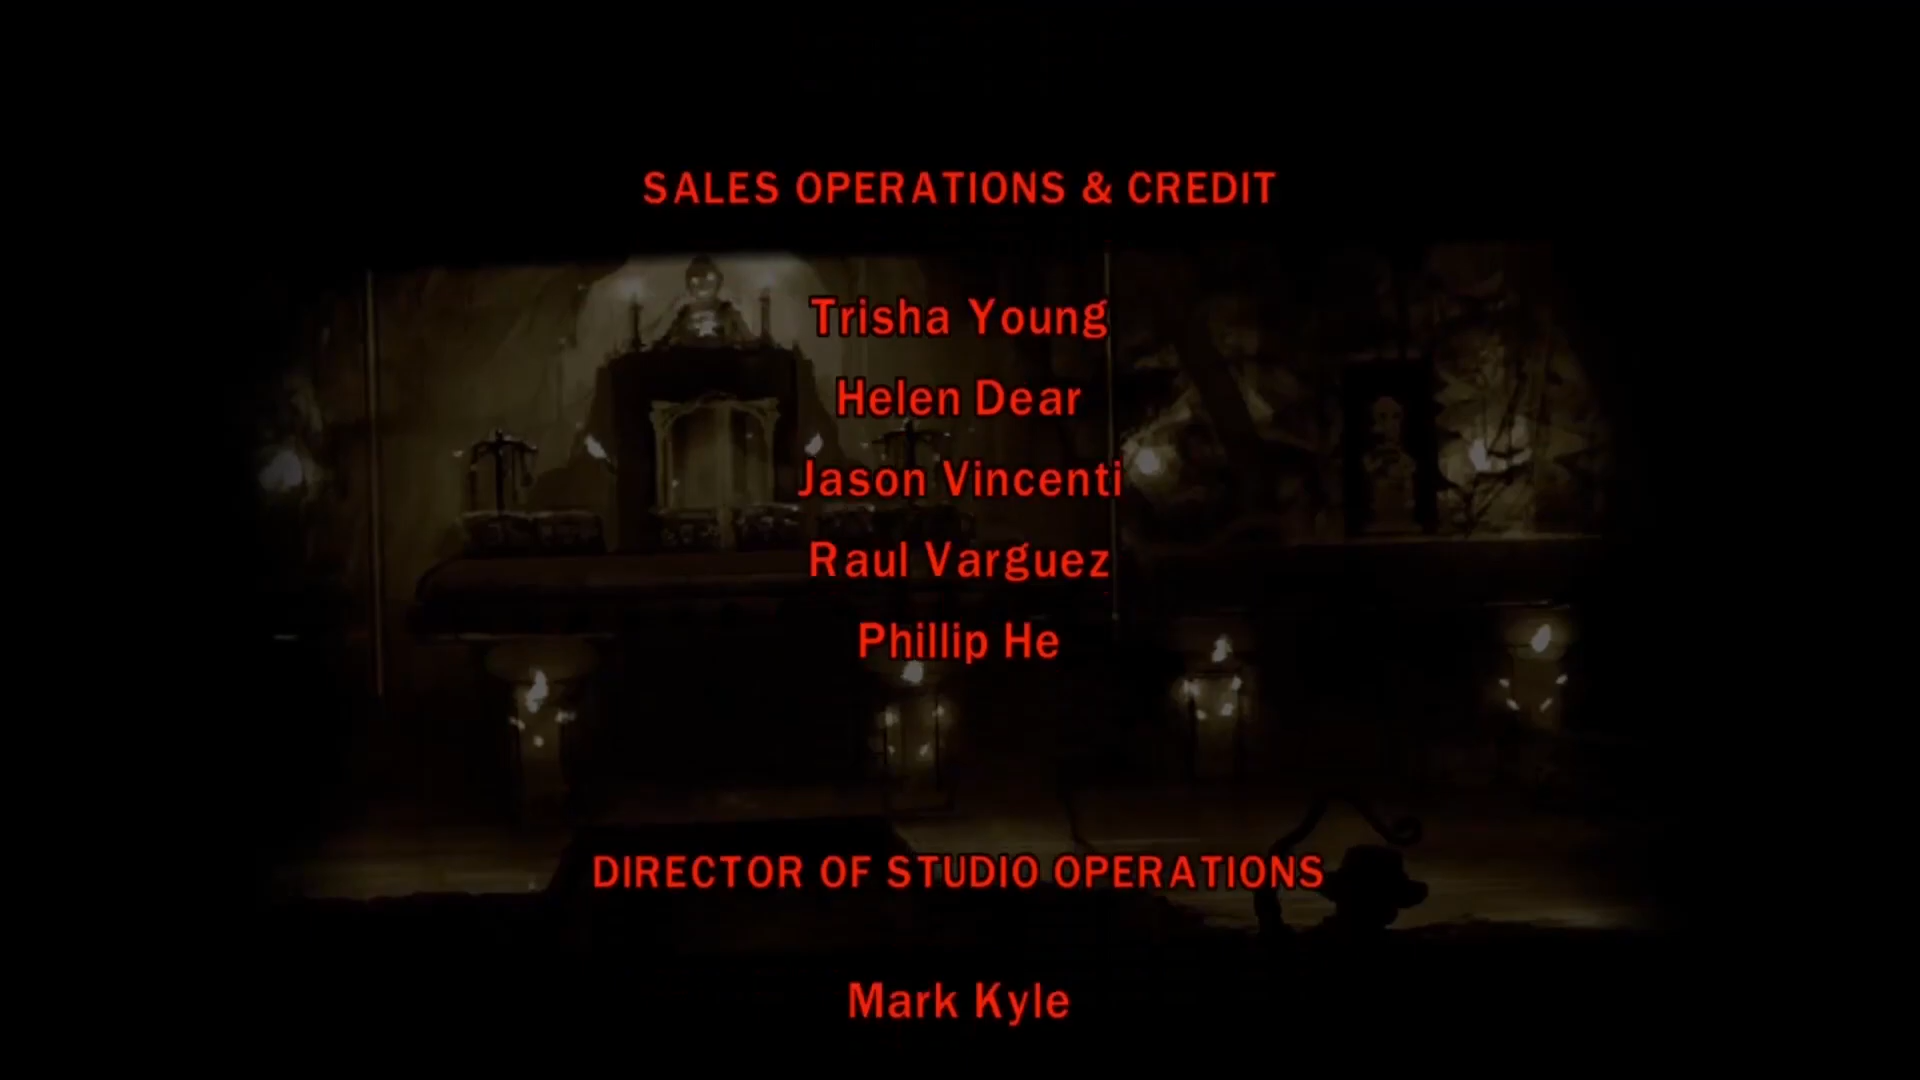 SALES OPERATIONS & CREDIT
Trisha Young
Helen Dear
Jason Vincenti
Raul Varguez
Phillip He
DIRECTOR OF STUDIO OPERATIONS
Mark Kyle